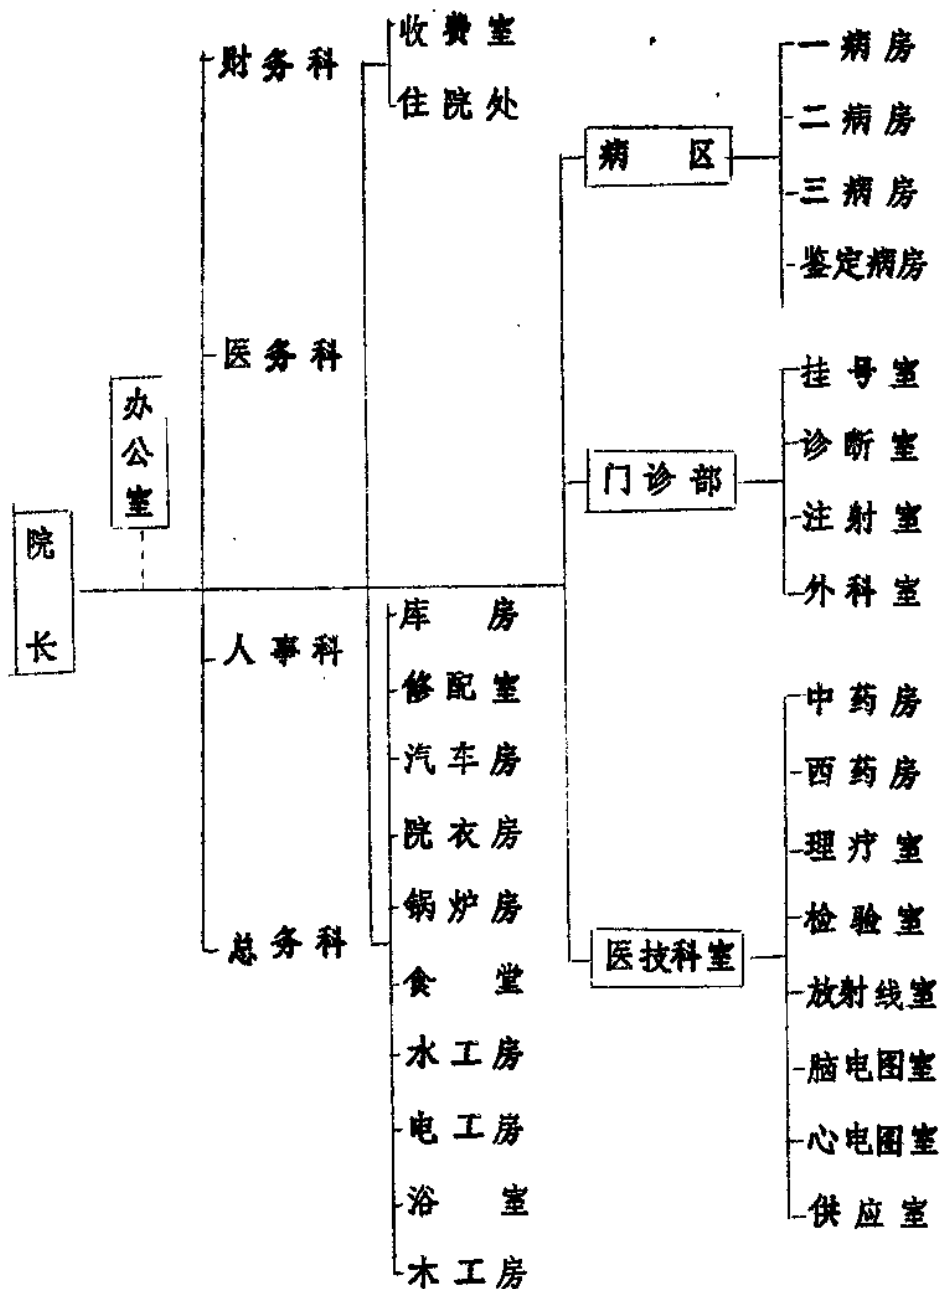 院长
办公室
财务科
医务科
人事科
总务科
收费室
住院处
库房
修配室
汽车房
院衣房
锅炉房
食堂
水工房
电工房
浴室
木工房
病区
门诊部
医技科室
一病房
二病房
三病房
鉴定病房
挂号室
诊断室
注射室
外科室
中药房
西药房
理疗室
检验室
放射线室
脑电图室
心电图室
供应室